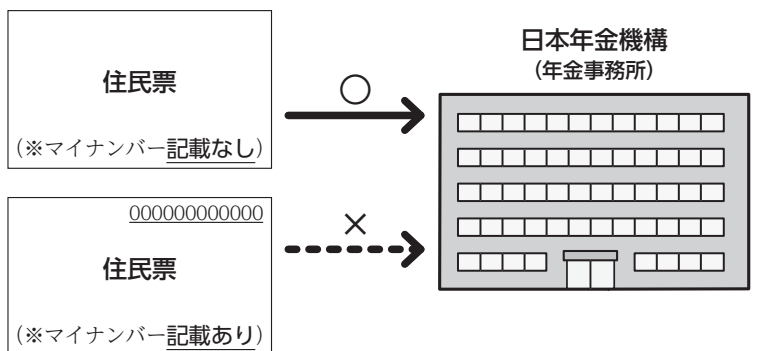 住民票
(※マイナンバー記載なし)
○
日本年金機構
(年金事務所)
000000000000
住民票
(※マイナンバー記載あり)
×